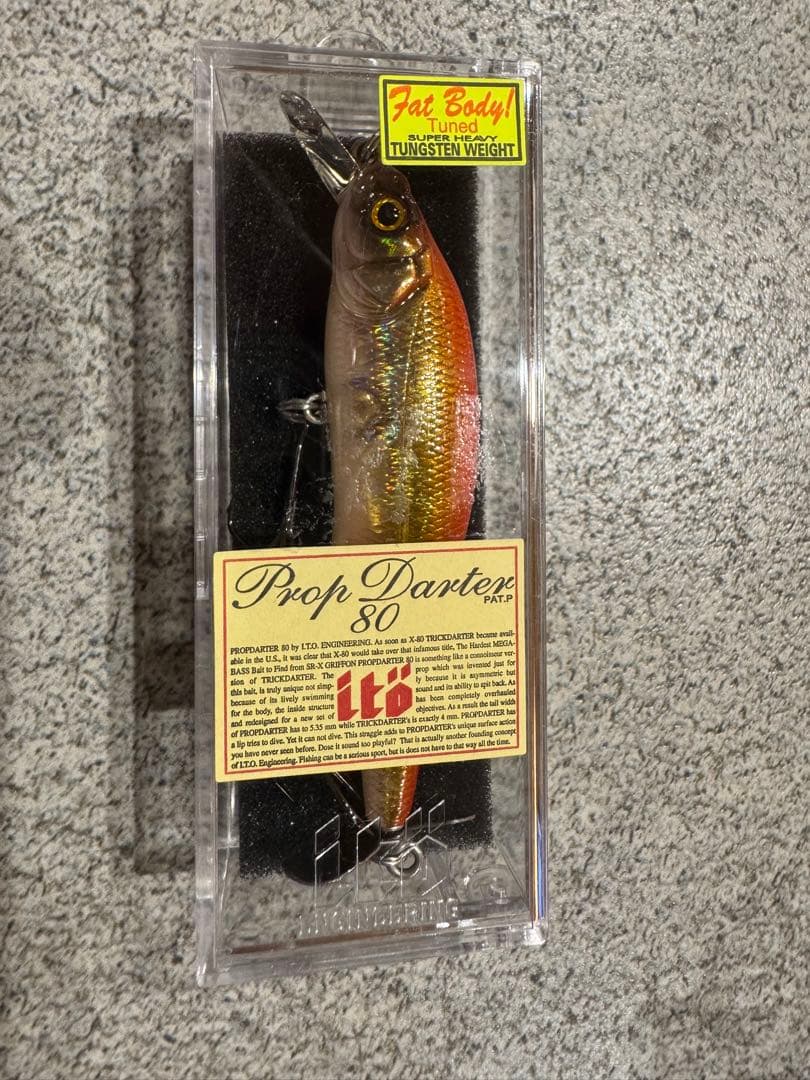 Fat Body!
Tuned
SUPER HEAVY
TUNGSTEN WEIGHT
Prop Darter
PAT.P
80
PROPDARTER 80 by I.T.O. ENGINEERING. As soon as X-80 TRICKDARTER became avail-
able in the U.S., it was clear that X-80 would take over that infamous title, The Hardest MEGA-
BASS Bait to Find from SR-X GRIFFON PROPDARTER 80 is something like a connoisseur ver-
sion of TRICKDARTER. The prop which was invented just for
this bait, is truly unique not simp- ly because it is asymmetric but
because of its lively swimming sound and its ability to spit back. As
for the body, the inside structure has been completely overhauled
and redesigned for a new set of objectives. As a result the tail width
of PROPDARTER has to 5.35 mm while TRICKDARTER's is exactly 4 mm. PROPDARTER has
a lip tries to dive. Yet it can not dive. This straggle adds to PROPDARTER's unique surface action
you have never seen before. Dose it sound too playful? That is actually another founding concept
of I.T.O. Engineering. Fishing can be a serious sport, but is does not have to that way all the time.
itö
ENGINEERING